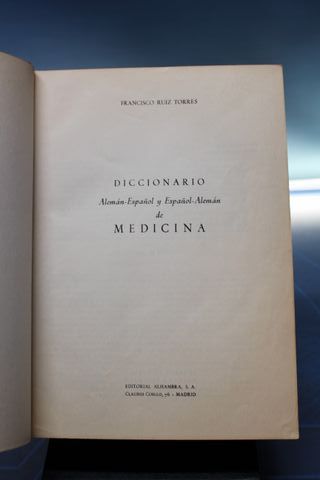 FRANCISCO RUIZ TORRES
DICCIONARIO
Alemán-Español y Español-Alemán
de
MEDICINA
EDITORIAL ALHAMBRA, S. A.
CLAUDIO COELLO, 76 - MADRID